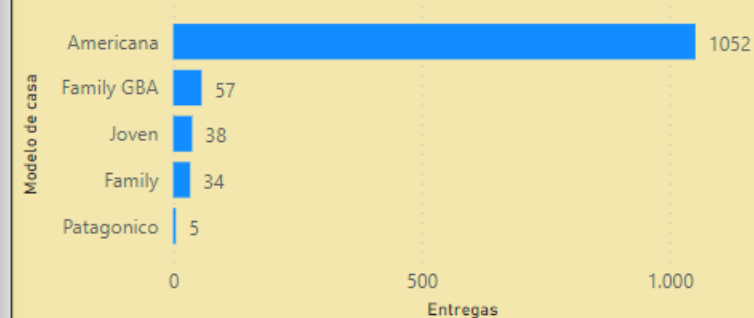 Modelo de casa
Americana 1052
Family GBA 57
Joven 38
Family 34
Patagonico 5
0 500 1.000
Entregas